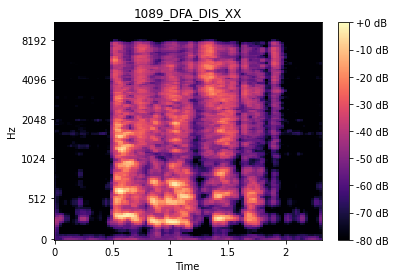 1089_DFA_DIS_XX
+0 dB
8192
-10 dB
4096
-20 dB
-30 dB
2048
Hz
-40 dB
1024
-50 dB
512
-60 dB
-70 dB
0
-80 dB
0 0.5 1 1.5 2
Time